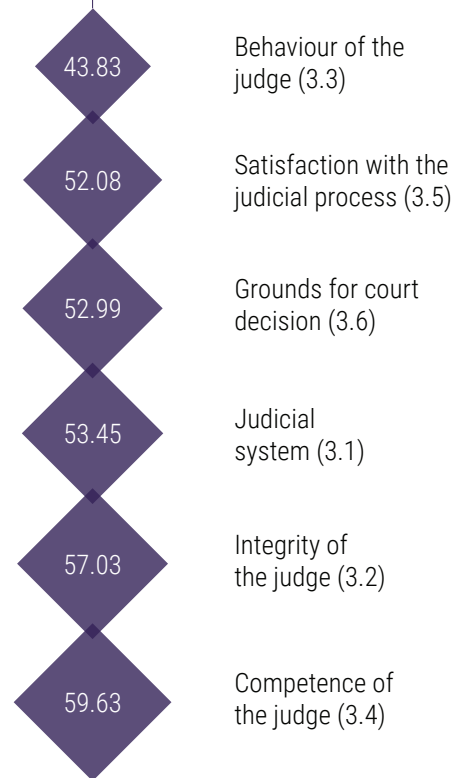 43.83
Behaviour of the
judge (3.3)
52.08
Satisfaction with the
judicial process (3.5)
52.99
Grounds for court
decision (3.6)
53.45
Judicial
system (3.1)
57.03
Integrity of
the judge (3.2)
59.63
Competence of
the judge (3.4)